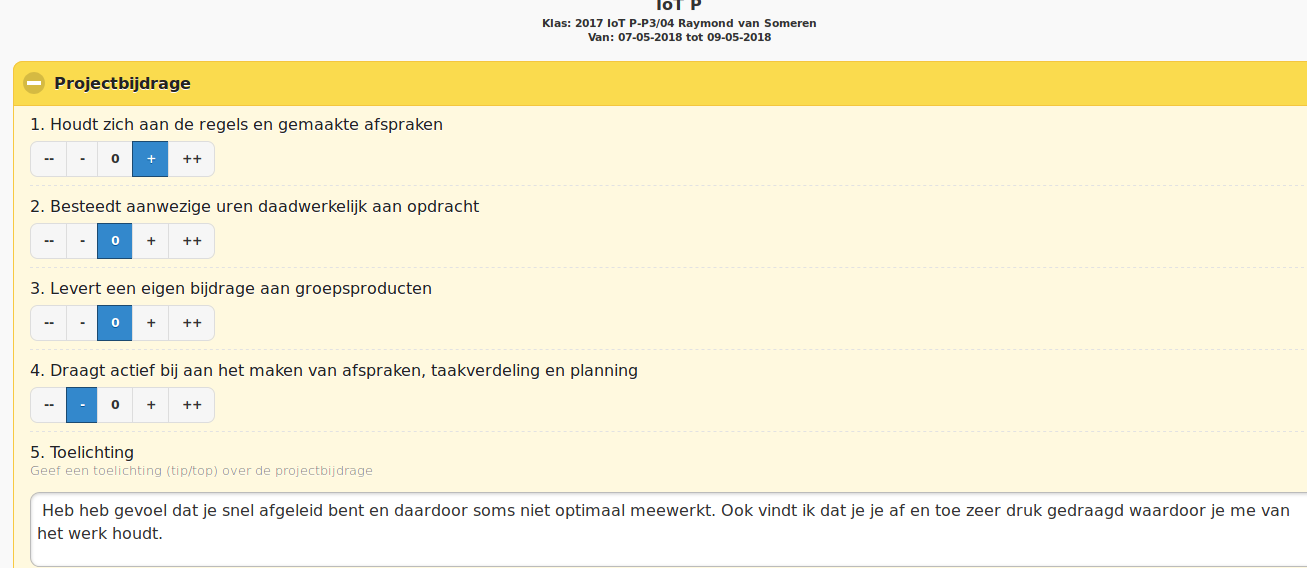 IoT P
Klas: 2017 IoT P-P3/04 Raymond van Someren
Van: 07-05-2018 tot 09-05-2018
Projectbijdrage
1. Houdt zich aan de regels en gemaakte afspraken
-- - 0 + ++
2. Besteedt aanwezige uren daadwerkelijk aan opdracht
-- - 0 + ++
3. Levert een eigen bijdrage aan groepsproducten
-- - 0 + ++
4. Draagt actief bij aan het maken van afspraken, taakverdeling en planning
-- - 0 + ++
5. Toelichting
Geef een toelichting (tip/top) over de projectbijdrage
Heb heb gevoel dat je snel afgeleid bent en daardoor soms niet optimaal meewerkt. Ook vindt ik dat je je af en toe zeer druk gedraagd waardoor je me van
het werk houdt.